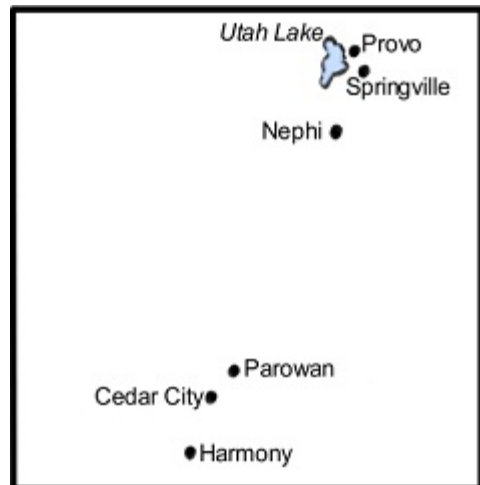 Utah Lake
Provo
Springville
Nephi
Parowan
Cedar City
Harmony